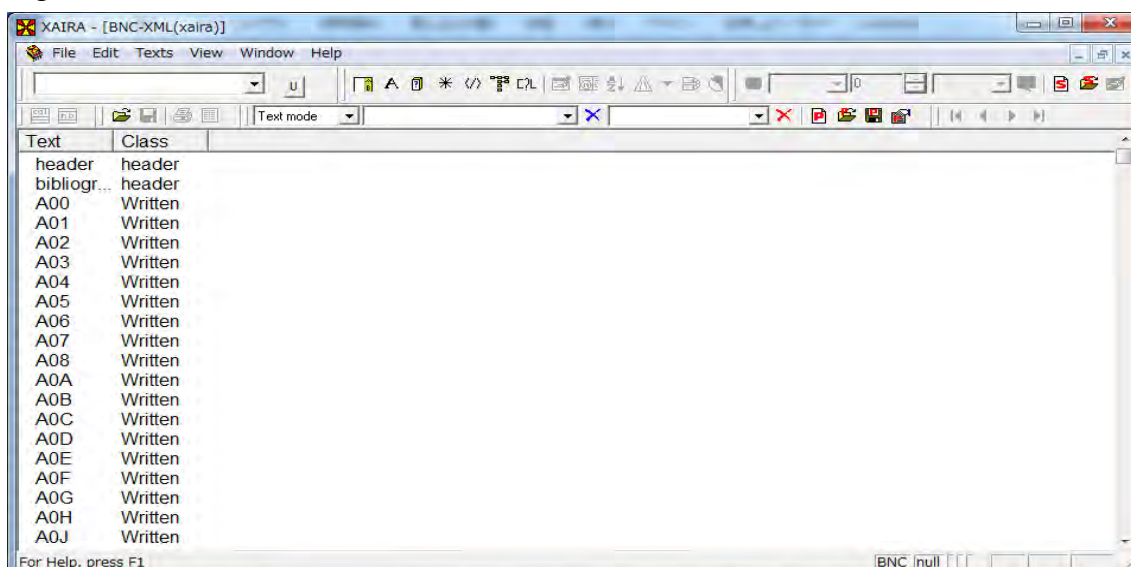 XAIRA - [BNC-XML(xaira)]
File Edit Texts View Window Help
U A 0
Text mode
Text Class
header header
bibliogr... header
A00 Written
A01 Written
A02 Written
A03 Written
A04 Written
A05 Written
A06 Written
A07 Written
A08 Written
A0A Written
A0B Written
A0C Written
A0D Written
A0E Written
A0F Written
A0G Written
A0H Written
A0J Written
For Help, press F1 BNC null